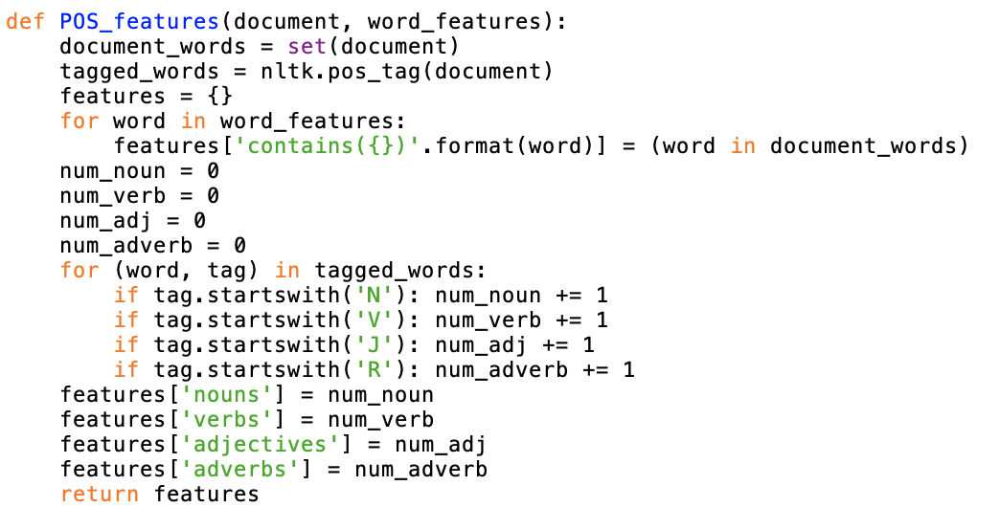 def POS_features(document, word_features):
    document_words = set(document)
    tagged_words = nltk.pos_tag(document)
    features = {}
    for word in word_features:
        features['contains({})'.format(word)] = (word in document_words)
    num_noun = 0
    num_verb = 0
    num_adj = 0
    num_adverb = 0
    for (word, tag) in tagged_words:
        if tag.startswith('N'): num_noun += 1
        if tag.startswith('V'): num_verb += 1
        if tag.startswith('J'): num_adj += 1
        if tag.startswith('R'): num_adverb += 1
    features['nouns'] = num_noun
    features['verbs'] = num_verb
    features['adjectives'] = num_adj
    features['adverbs'] = num_adverb
    return features